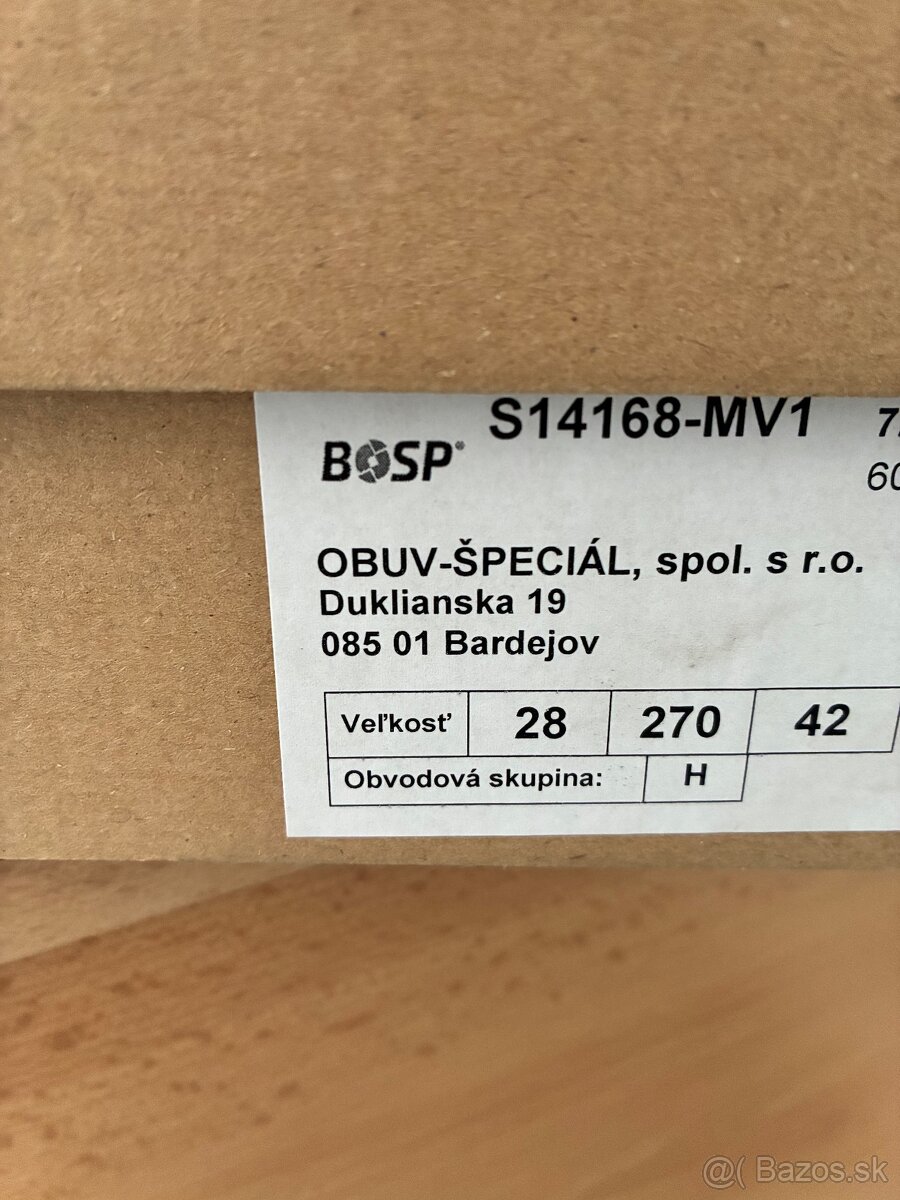 S14168-MV1
BOSP®
60
OBUV-ŠPECIÁL, spol. s r.o.
Duklianska 19
085 01 Bardejov
Veľkosť 28 270 42
Obvodová skupina: H
@( Bazos.sk